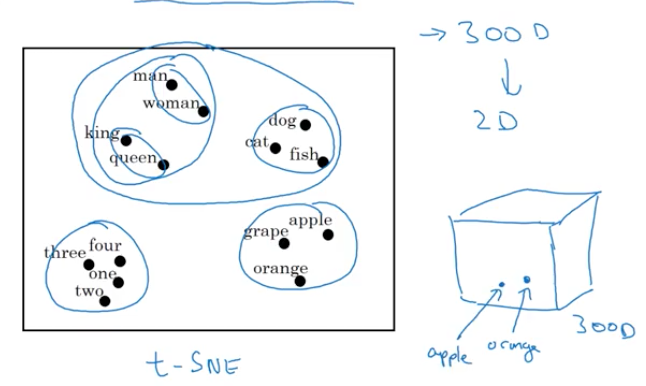 man
woman
king
queen
dog
cat
fish
three
four
one
two
grape
apple
orange
t-SNE
→ 300D
↓
2D
300D
apple
orange